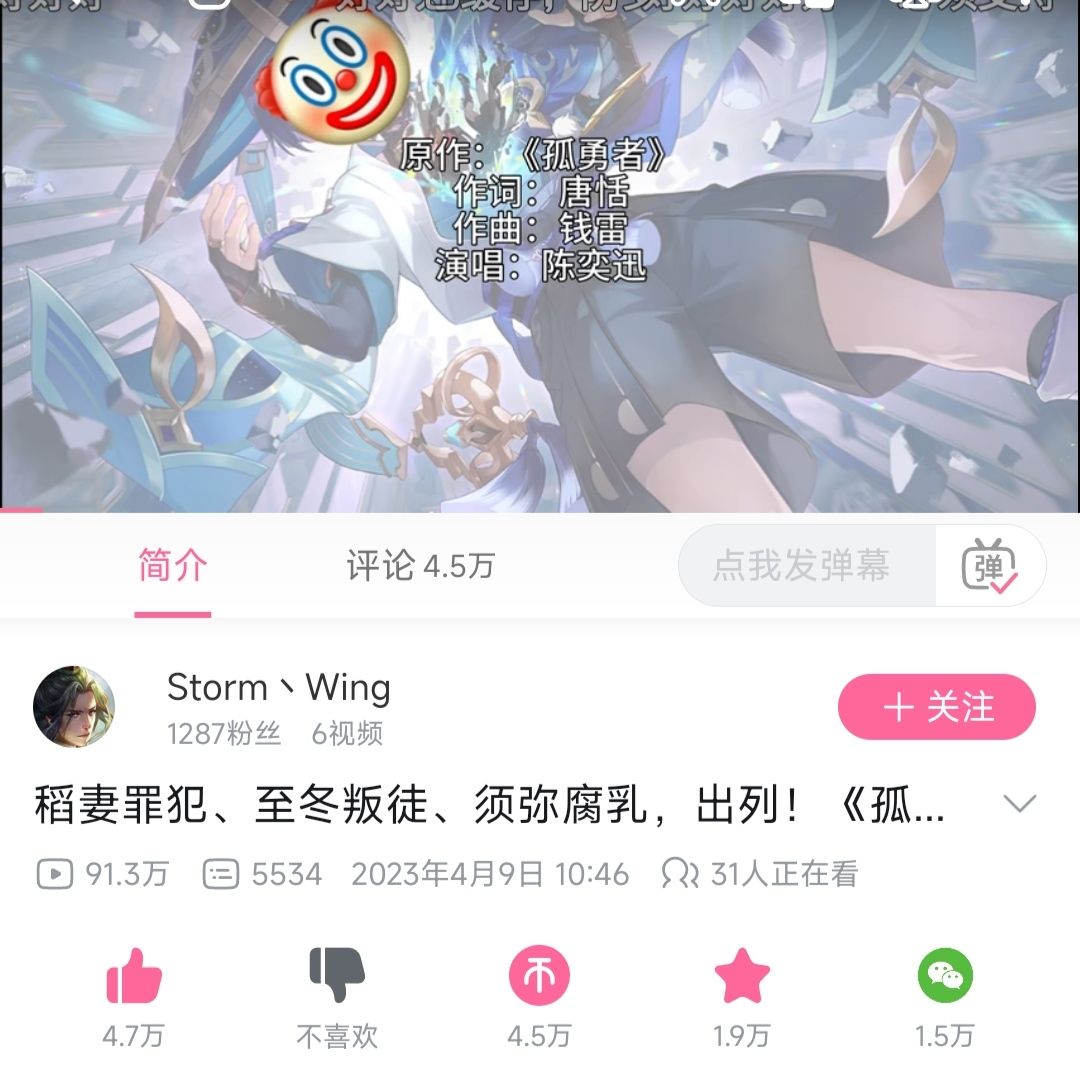 原作：《孤勇者》
作词：唐恬
作曲：钱雷
演唱：陈奕迅
简介 评论 4.5万 点我发弹幕 弹
Storm丶Wing
+ 关注
1287粉丝 6视频
稻妻罪犯、至冬叛徒、须弥腐乳，出列！《孤...
91.3万 5534 2023年4月9日 10:46 31人正在看
4.7万 不喜欢 4.5万 1.9万 1.5万